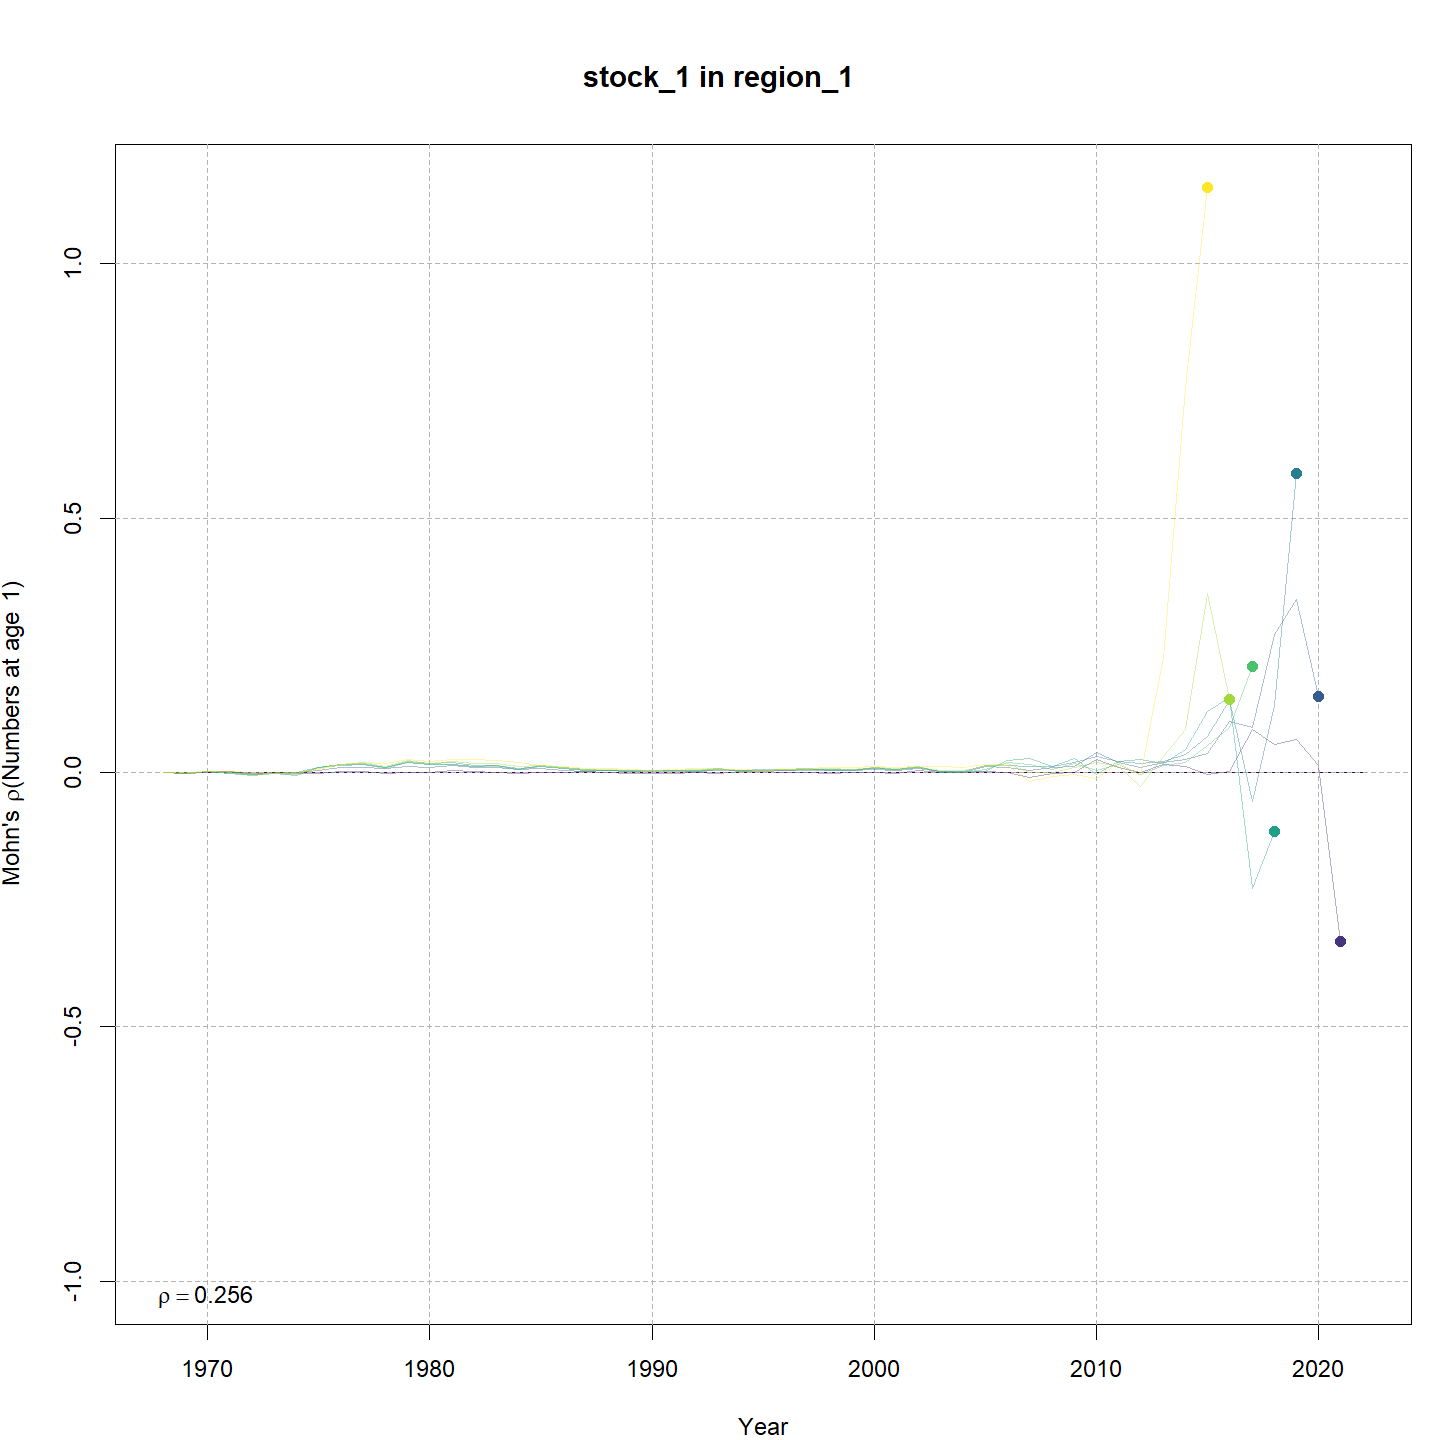 stock_1 in region_1
Mohn's ρ(Numbers at age 1)
1.0
0.5
0.0
-0.5
-1.0
ρ = 0.256
1970 1980 1990 2000 2010 2020
Year